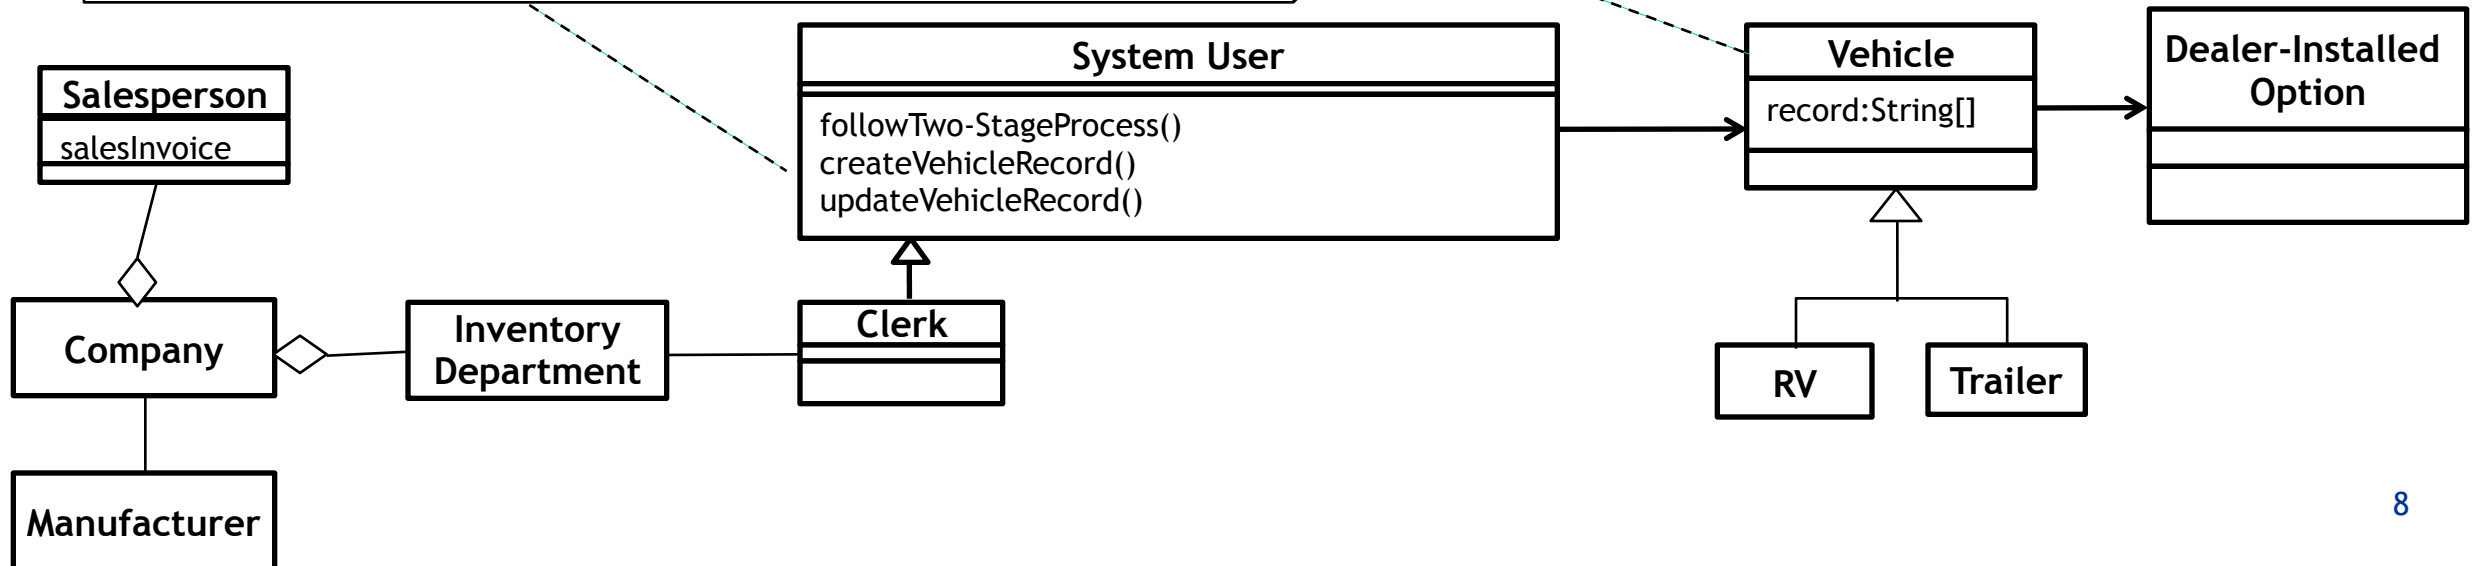 System User
followTwo-StageProcess()
createVehicleRecord()
updateVehicleRecord()
Vehicle
record:String[]
Dealer-Installed
Option
Salesperson
salesInvoice
Company
Inventory
Department
Clerk
RV
Trailer
Manufacturer
8